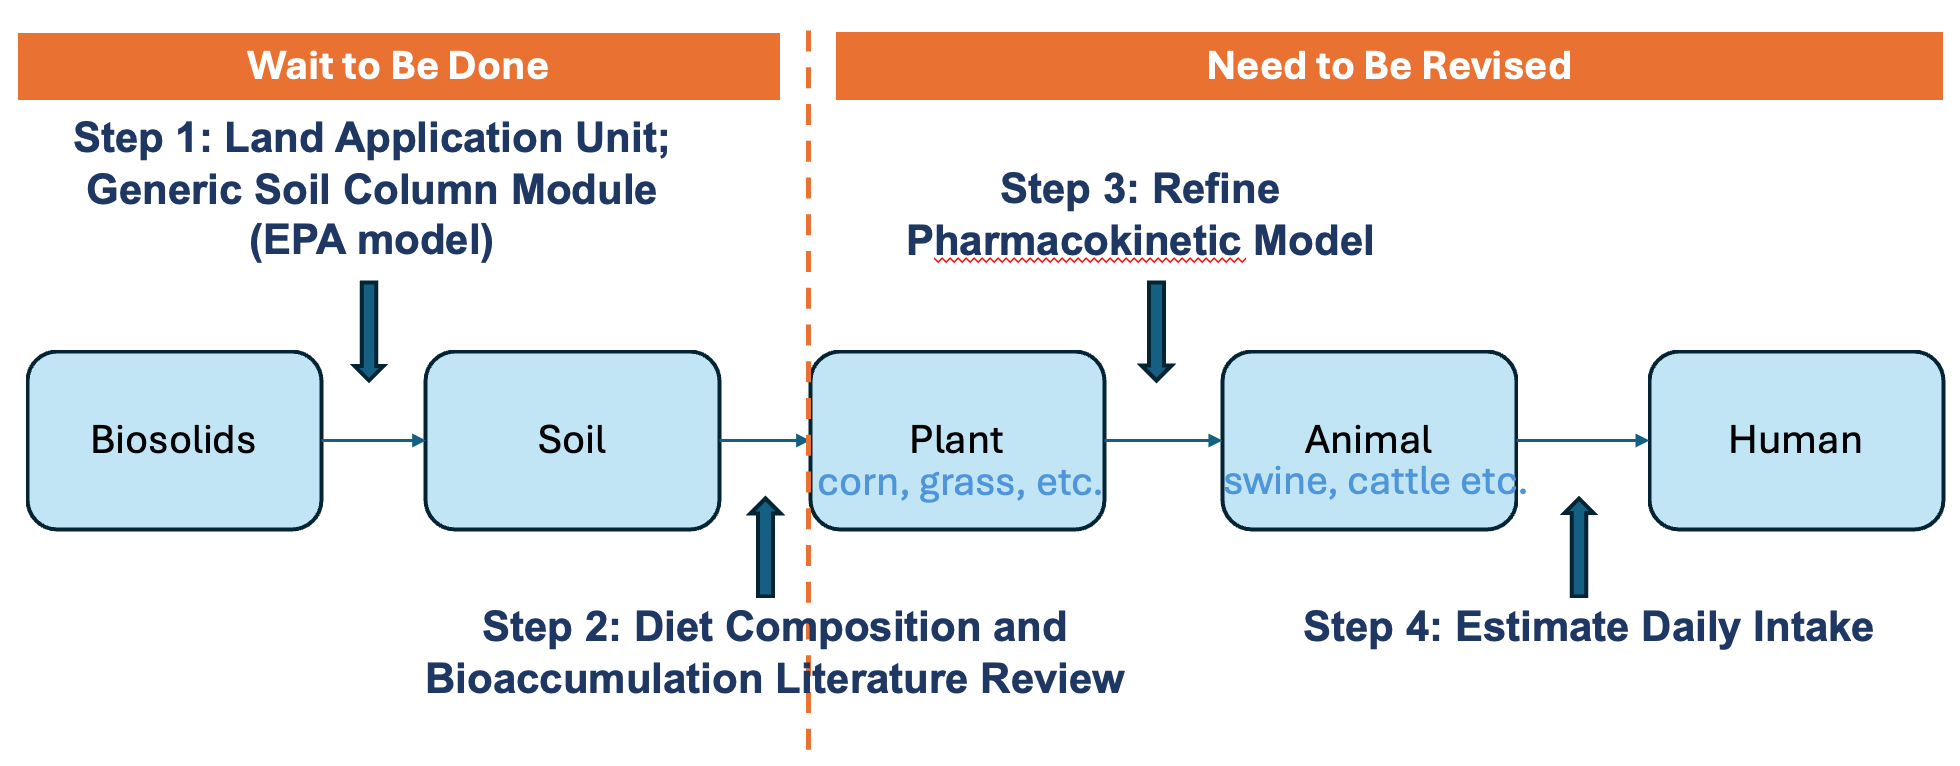 Wait to Be Done
Need to Be Revised
Step 1: Land Application Unit;
Generic Soil Column Module
(EPA model)
Step 3: Refine
Pharmacokinetic Model
Biosolids
Soil
Plant
corn, grass, etc.
Animal
swine, cattle etc.
Human
Step 2: Diet Composition and
Bioaccumulation Literature Review
Step 4: Estimate Daily Intake